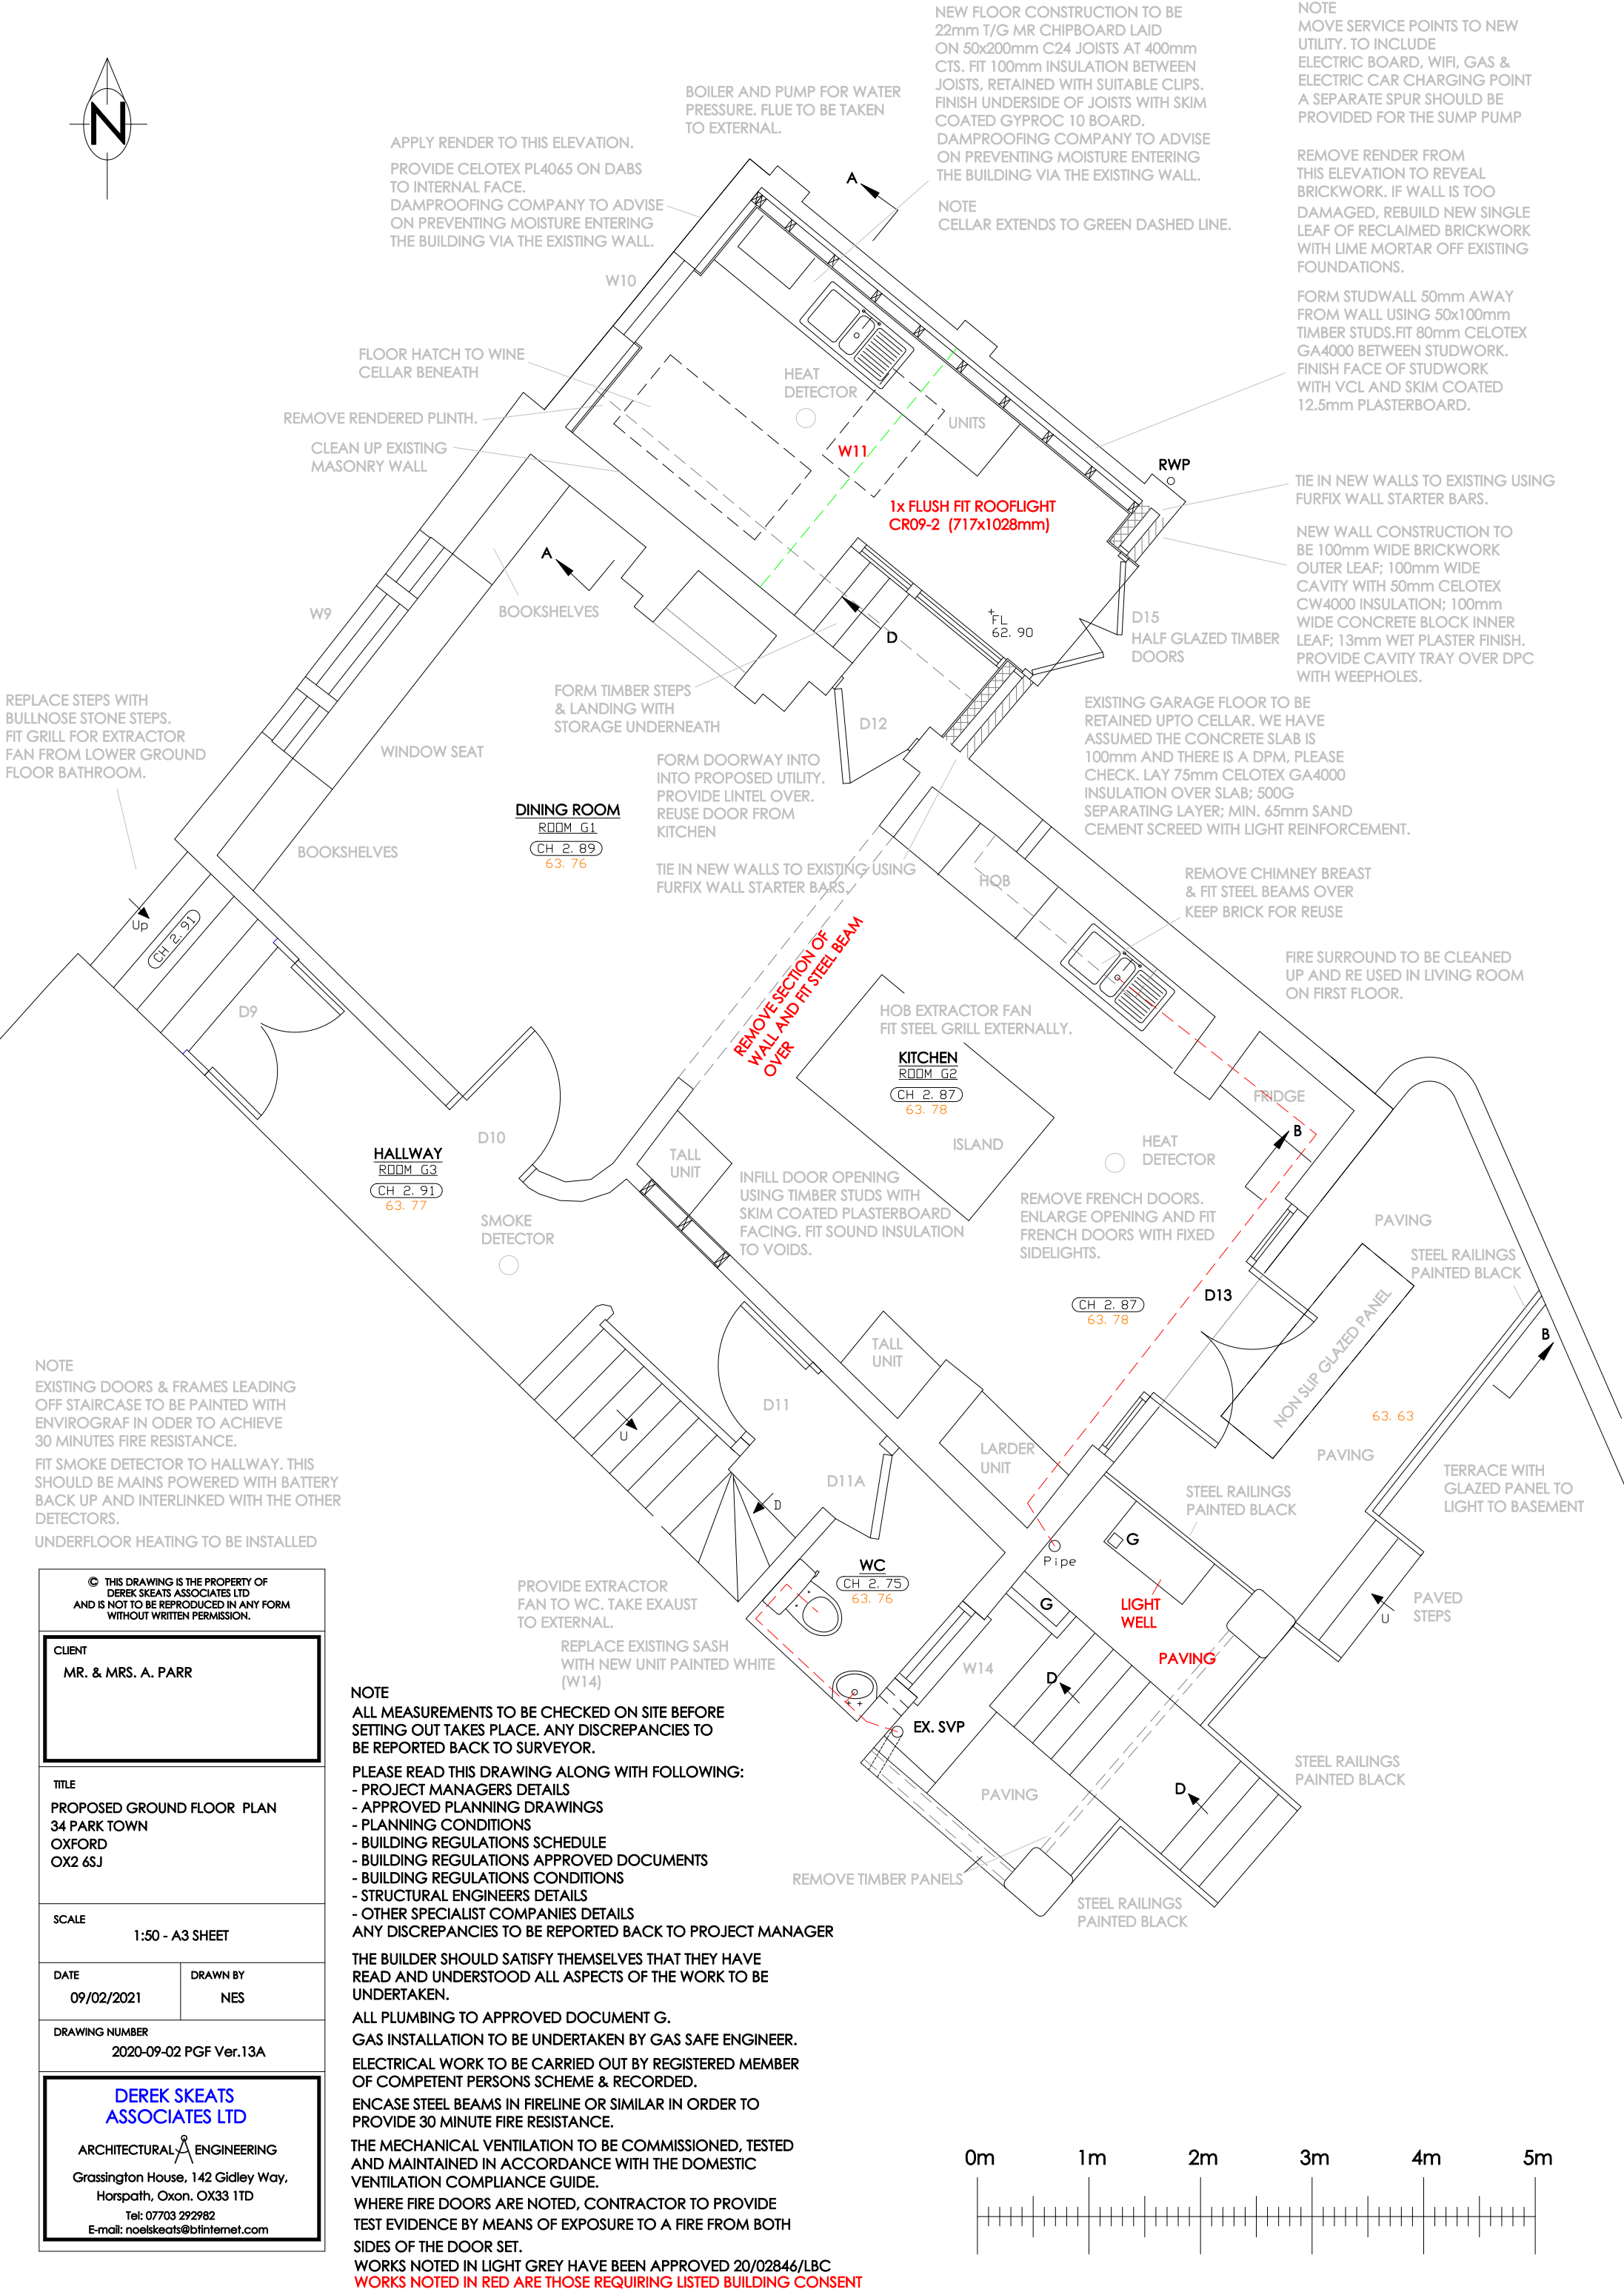 NEW FLOOR CONSTRUCTION TO BE
22mm T/G MR CHIPBOARD LAID
ON 50x200mm C24 JOISTS AT 400mm
CTS. FIT 100mm INSULATION BETWEEN
JOISTS, RETAINED WITH SUITABLE CLIPS.
FINISH UNDERSIDE OF JOISTS WITH SKIM
COATED GYPROC 10 BOARD.
DAMPROOFING COMPANY TO ADVISE
ON PREVENTING MOISTURE ENTERING
THE BUILDING VIA THE EXISTING WALL.
NOTE
CELLAR EXTENDS TO GREEN DASHED LINE.
NOTE
MOVE SERVICE POINTS TO NEW
UTILITY. TO INCLUDE
ELECTRIC BOARD, WIFI, GAS &
ELECTRIC CAR CHARGING POINT
A SEPARATE SPUR SHOULD BE
PROVIDED FOR THE SUMP PUMP
REMOVE RENDER FROM
THIS ELEVATION TO REVEAL
BRICKWORK. IF WALL IS TOO
DAMAGED, REBUILD NEW SINGLE
LEAF OF RECLAIMED BRICKWORK
WITH LIME MORTAR OFF EXISTING
FOUNDATIONS.
FORM STUDWALL 50mm AWAY
FROM WALL USING 50x100mm
TIMBER STUDS.FIT 80mm CELOTEX
GA4000 BETWEEN STUDWORK.
FINISH FACE OF STUDWORK
WITH VCL AND SKIM COATED
12.5mm PLASTERBOARD.
N
BOILER AND PUMP FOR WATER
PRESSURE. FLUE TO BE TAKEN
TO EXTERNAL.
APPLY RENDER TO THIS ELEVATION.
PROVIDE CELOTEX PL4065 ON DABS
TO INTERNAL FACE.
DAMPROOFING COMPANY TO ADVISE
ON PREVENTING MOISTURE ENTERING
THE BUILDING VIA THE EXISTING WALL.
A
W10
FLOOR HATCH TO WINE
CELLAR BENEATH
REMOVE RENDERED PLINTH.
CLEAN UP EXISTING
MASONRY WALL
HEAT
DETECTOR
UNITS
W11
1x FLUSH FIT ROOFLIGHT
CR09-2 (717x1028mm)
RWP
TIE IN NEW WALLS TO EXISTING USING
FURFIX WALL STARTER BARS.
NEW WALL CONSTRUCTION TO
BE 100mm WIDE BRICKWORK
OUTER LEAF; 100mm WIDE
CAVITY WITH 50mm CELOTEX
CW4000 INSULATION; 100mm
WIDE CONCRETE BLOCK INNER
LEAF; 13mm WET PLASTER FINISH.
PROVIDE CAVITY TRAY OVER DPC
WITH WEEPHOLES.
A
BOOKSHELVES
W9
D
FL
62.90
D15
HALF GLAZED TIMBER
DOORS
FORM TIMBER STEPS
& LANDING WITH
STORAGE UNDERNEATH
D12
EXISTING GARAGE FLOOR TO BE
RETAINED UPTO CELLAR. WE HAVE
ASSUMED THE CONCRETE SLAB IS
100mm AND THERE IS A DPM, PLEASE
CHECK. LAY 75mm CELOTEX GA4000
INSULATION OVER SLAB; 500G
SEPARATING LAYER; MIN. 65mm SAND
CEMENT SCREED WITH LIGHT REINFORCEMENT.
REPLACE STEPS WITH
BULLNOSE STONE STEPS.
FIT GRILL FOR EXTRACTOR
FAN FROM LOWER GROUND
FLOOR BATHROOM.
WINDOW SEAT
FORM DOORWAY INTO
INTO PROPOSED UTILITY.
PROVIDE LINTEL OVER.
REUSE DOOR FROM
KITCHEN
DINING ROOM
ROOM G1
CH 2.89
63.76
BOOKSHELVES
TIE IN NEW WALLS TO EXISTING USING
FURFIX WALL STARTER BARS.
HOB
REMOVE CHIMNEY BREAST
& FIT STEEL BEAMS OVER
KEEP BRICK FOR REUSE
Up
CH 2.91
REMOVE SECTION OF
WALL AND FIT STEEL BEAM
OVER
FIRE SURROUND TO BE CLEANED
UP AND RE USED IN LIVING ROOM
ON FIRST FLOOR.
D9
HOB EXTRACTOR FAN
FIT STEEL GRILL EXTERNALLY.
KITCHEN
ROOM G2
CH 2.87
63.78
FRIDGE
B
D10
HALLWAY
ROOM G3
CH 2.91
63.77
TALL
UNIT
ISLAND
HEAT
DETECTOR
INFILL DOOR OPENING
USING TIMBER STUDS WITH
SKIM COATED PLASTERBOARD
FACING. FIT SOUND INSULATION
TO VOIDS.
REMOVE FRENCH DOORS.
ENLARGE OPENING AND FIT
FRENCH DOORS WITH FIXED
SIDELIGHTS.
SMOKE
DETECTOR
PAVING
STEEL RAILINGS
PAINTED BLACK
D13
CH 2.87
63.78
NON SLIP GLAZED PANEL
B
TALL
UNIT
NOTE
EXISTING DOORS & FRAMES LEADING
OFF STAIRCASE TO BE PAINTED WITH
ENVIROGRAF IN ODER TO ACHIEVE
30 MINUTES FIRE RESISTANCE.
FIT SMOKE DETECTOR TO HALLWAY. THIS
SHOULD BE MAINS POWERED WITH BATTERY
BACK UP AND INTERLINKED WITH THE OTHER
DETECTORS.
UNDERFLOOR HEATING TO BE INSTALLED
D11
U
63.63
LARDER
UNIT
PAVING
D11A
D
STEEL RAILINGS
PAINTED BLACK
TERRACE WITH
GLAZED PANEL TO
LIGHT TO BASEMENT
G
Pipe
WC
CH 2.75
63.76
PROVIDE EXTRACTOR
FAN TO WC. TAKE EXAUST
TO EXTERNAL.
G
LIGHT
WELL
U
PAVED
STEPS
REPLACE EXISTING SASH
WITH NEW UNIT PAINTED WHITE
(W14)
PAVING
W14
D
EX. SVP
STEEL RAILINGS
PAINTED BLACK
PAVING
D
REMOVE TIMBER PANELS
STEEL RAILINGS
PAINTED BLACK
© THIS DRAWING IS THE PROPERTY OF
DEREK SKEATS ASSOCIATES LTD
AND IS NOT TO BE REPRODUCED IN ANY FORM
WITHOUT WRITTEN PERMISSION.
CLIENT
MR. & MRS. A. PARR
TITLE
PROPOSED GROUND FLOOR PLAN
34 PARK TOWN
OXFORD
OX2 6SJ
SCALE
1:50 - A3 SHEET
DATE
09/02/2021
DRAWN BY
NES
DRAWING NUMBER
2020-09-02 PGF Ver.13A
DEREK SKEATS
ASSOCIATES LTD
ARCHITECTURAL ENGINEERING
Grassington House, 142 Gidley Way,
Horspath, Oxon. OX33 1TD
Tel: 07703 292982
E-mail: noelskeats@btinternet.com
NOTE
ALL MEASUREMENTS TO BE CHECKED ON SITE BEFORE
SETTING OUT TAKES PLACE. ANY DISCREPANCIES TO
BE REPORTED BACK TO SURVEYOR.
PLEASE READ THIS DRAWING ALONG WITH FOLLOWING:
- PROJECT MANAGERS DETAILS
- APPROVED PLANNING DRAWINGS
- PLANNING CONDITIONS
- BUILDING REGULATIONS SCHEDULE
- BUILDING REGULATIONS APPROVED DOCUMENTS
- BUILDING REGULATIONS CONDITIONS
- STRUCTURAL ENGINEERS DETAILS
- OTHER SPECIALIST COMPANIES DETAILS
ANY DISCREPANCIES TO BE REPORTED BACK TO PROJECT MANAGER
THE BUILDER SHOULD SATISFY THEMSELVES THAT THEY HAVE
READ AND UNDERSTOOD ALL ASPECTS OF THE WORK TO BE
UNDERTAKEN.
ALL PLUMBING TO APPROVED DOCUMENT G.
GAS INSTALLATION TO BE UNDERTAKEN BY GAS SAFE ENGINEER.
ELECTRICAL WORK TO BE CARRIED OUT BY REGISTERED MEMBER
OF COMPETENT PERSONS SCHEME & RECORDED.
ENCASE STEEL BEAMS IN FIRELINE OR SIMILAR IN ORDER TO
PROVIDE 30 MINUTE FIRE RESISTANCE.
THE MECHANICAL VENTILATION TO BE COMMISSIONED, TESTED
AND MAINTAINED IN ACCORDANCE WITH THE DOMESTIC
VENTILATION COMPLIANCE GUIDE.
WHERE FIRE DOORS ARE NOTED, CONTRACTOR TO PROVIDE
TEST EVIDENCE BY MEANS OF EXPOSURE TO A FIRE FROM BOTH
SIDES OF THE DOOR SET.
WORKS NOTED IN LIGHT GREY HAVE BEEN APPROVED 20/02846/LBC
WORKS NOTED IN RED ARE THOSE REQUIRING LISTED BUILDING CONSENT
0m 1m 2m 3m 4m 5m